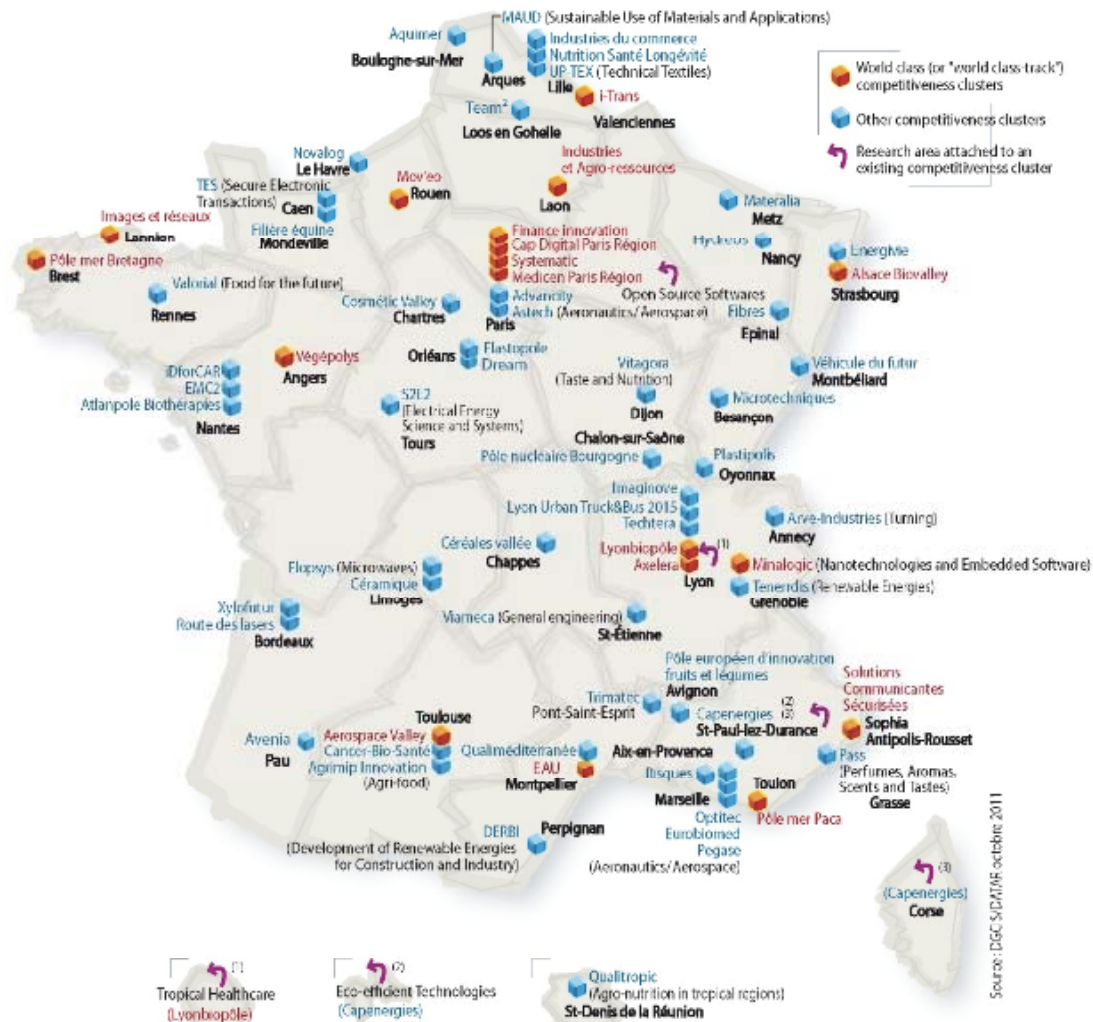 MAUD (Sustainable Use of Materials and Applications)
Aquimer
Boulogne-sur-Mer
Arques
Industries du commerce
Nutrition Santé Longévité
UP-TEX (Technical Textiles)
Lille
i-Trans
Valenciennes
Team²
Loos en Gohelle
World class (or "world class-track")
competitiveness clusters
Other competitiveness clusters
Research area attached to an
existing competitiveness cluster
Novalog
Le Havre
TES (Secure Electronic
Transactions)
Caen
Filière équine
Mondeville
Mov'eo
Rouen
Industries
et Agro-ressources
Laon
Materalia
Metz
Hydreos
Nancy
Energivie
Alsace Biovalley
Strasbourg
Images et réseaux
Lannion
Pôle mer Bretagne
Brest
Valorial (Food for the future)
Rennes
Finance innovation
Cap Digital Paris Région
Systematic
Medicen Paris Région
Advancity
Astech (Aeronautics/Aerospace)
Paris
Open Source Softwares
Cosmétic Valley
Chartres
Fibres
Epinal
Orléans
Elastopole
Dream
Végépolys
Angers
iDforCAR
EMC2
Atlanpole Biothérapies
Nantes
S2E2
(Electrical Energy
Science and Systems)
Tours
Vitagora
(Taste and Nutrition)
Dijon
Véhicule du futur
Montbéliard
Microtechniques
Besançon
Chalon-sur-Saône
Pôle nucléaire Bourgogne
Plastipolis
Oyonnax
Imaginove
Lyon Urban Truck&Bus 2015
Techtera
Lyonbiopôle
(1)
Axelera
Lyon
Arve-Industries (Turning)
Annecy
Minalogic (Nanotechnologies and Embedded Software)
Tenerrdis (Renewable Energies)
Grenoble
Céréales vallée
Chappes
Elopsys (Microwaves)
Céramique
Limoges
Viameca (General engineering)
St-Étienne
Xylofutur
Route des lasers
Bordeaux
Pôle européen d'innovation
fruits et légumes
Avignon
Trimatec
Pont-Saint-Esprit
Capenergies
(2)
(3)
St-Paul-lez-Durance
Solutions
Communicantes
Sécurisées
Sophia
Antipolis-Rousset
Toulouse
Aerospace Valley
Cancer-Bio-Santé
Agrimip Innovation
(Agri-food)
Avenia
Pau
Qualiméditerranée
EAU
Montpellier
Aix-en-Provence
Risques
Marseille
Optitec
Eurobiomed
Pegase
(Aeronautics/Aerospace)
Toulon
Pôle mer Paca
Pass
(Perfumes, Aromas,
Scents and Tastes)
Grasse
DERBI
Perpignan
(Development of Renewable Energies
for Construction and Industry)
(3)
(Capenergies)
Corse
Source : DGCIS/DATAR octobre 2011
(1)
Tropical Healthcare
(Lyonbiopôle)
(2)
Eco-efficient Technologies
(Capenergies)
Qualitropic
(Agro-nutrition in tropical regions)
St-Denis de la Réunion